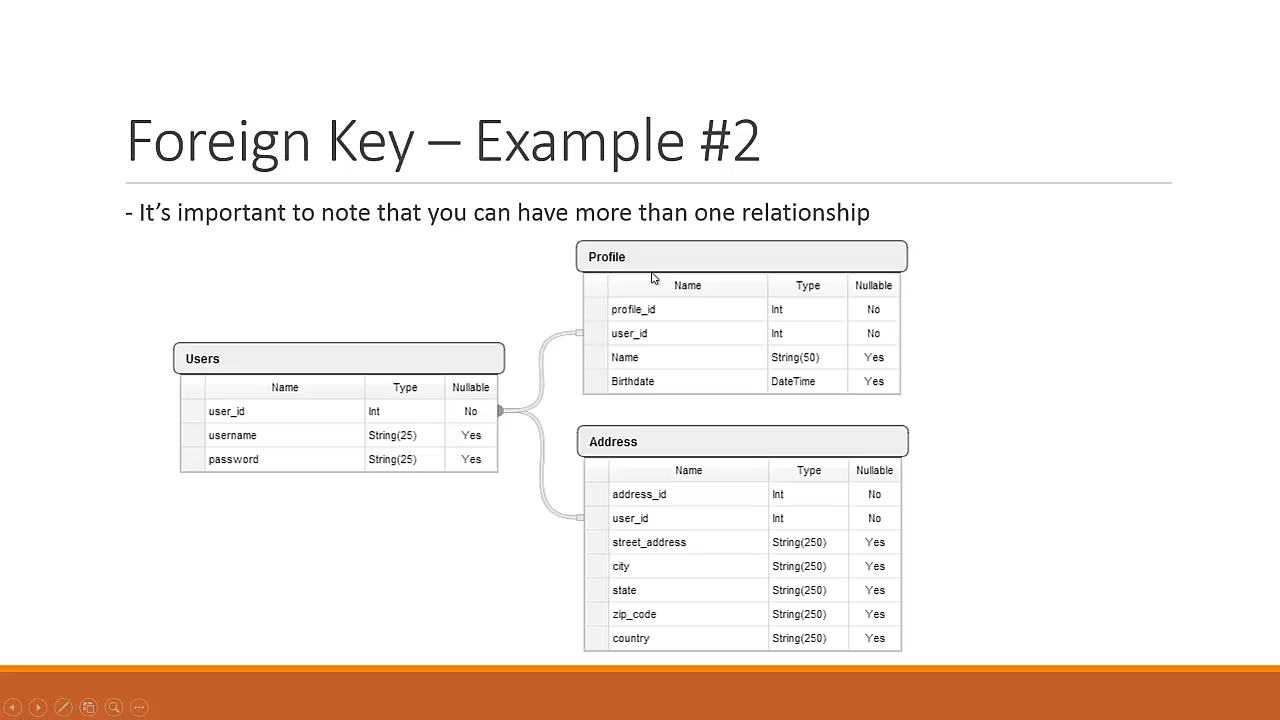 Foreign Key – Example #2
- It's important to note that you can have more than one relationship
Profile
Name Type Nullable
profile_id Int No
user_id Int No
Name String(50) Yes
Birthdate DateTime Yes
Users
Name Type Nullable
user_id Int No
username String(25) Yes
password String(25) Yes
Address
Name Type Nullable
address_id Int No
user_id Int No
street_address String(250) Yes
city String(250) Yes
state String(250) Yes
zip_code String(250) Yes
country String(250) Yes